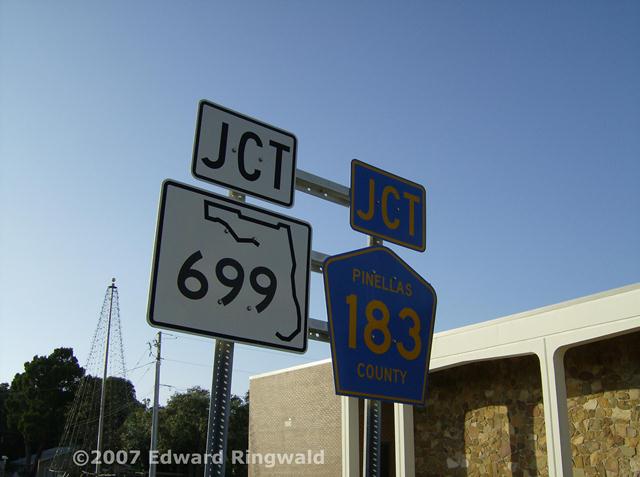 JCT
699
JCT
PINELLAS
183
COUNTY
©2007 Edward Ringwald